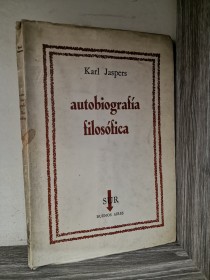 Karl Jaspers
autobiografía
filosófica
SUR
BUENOS AIRES